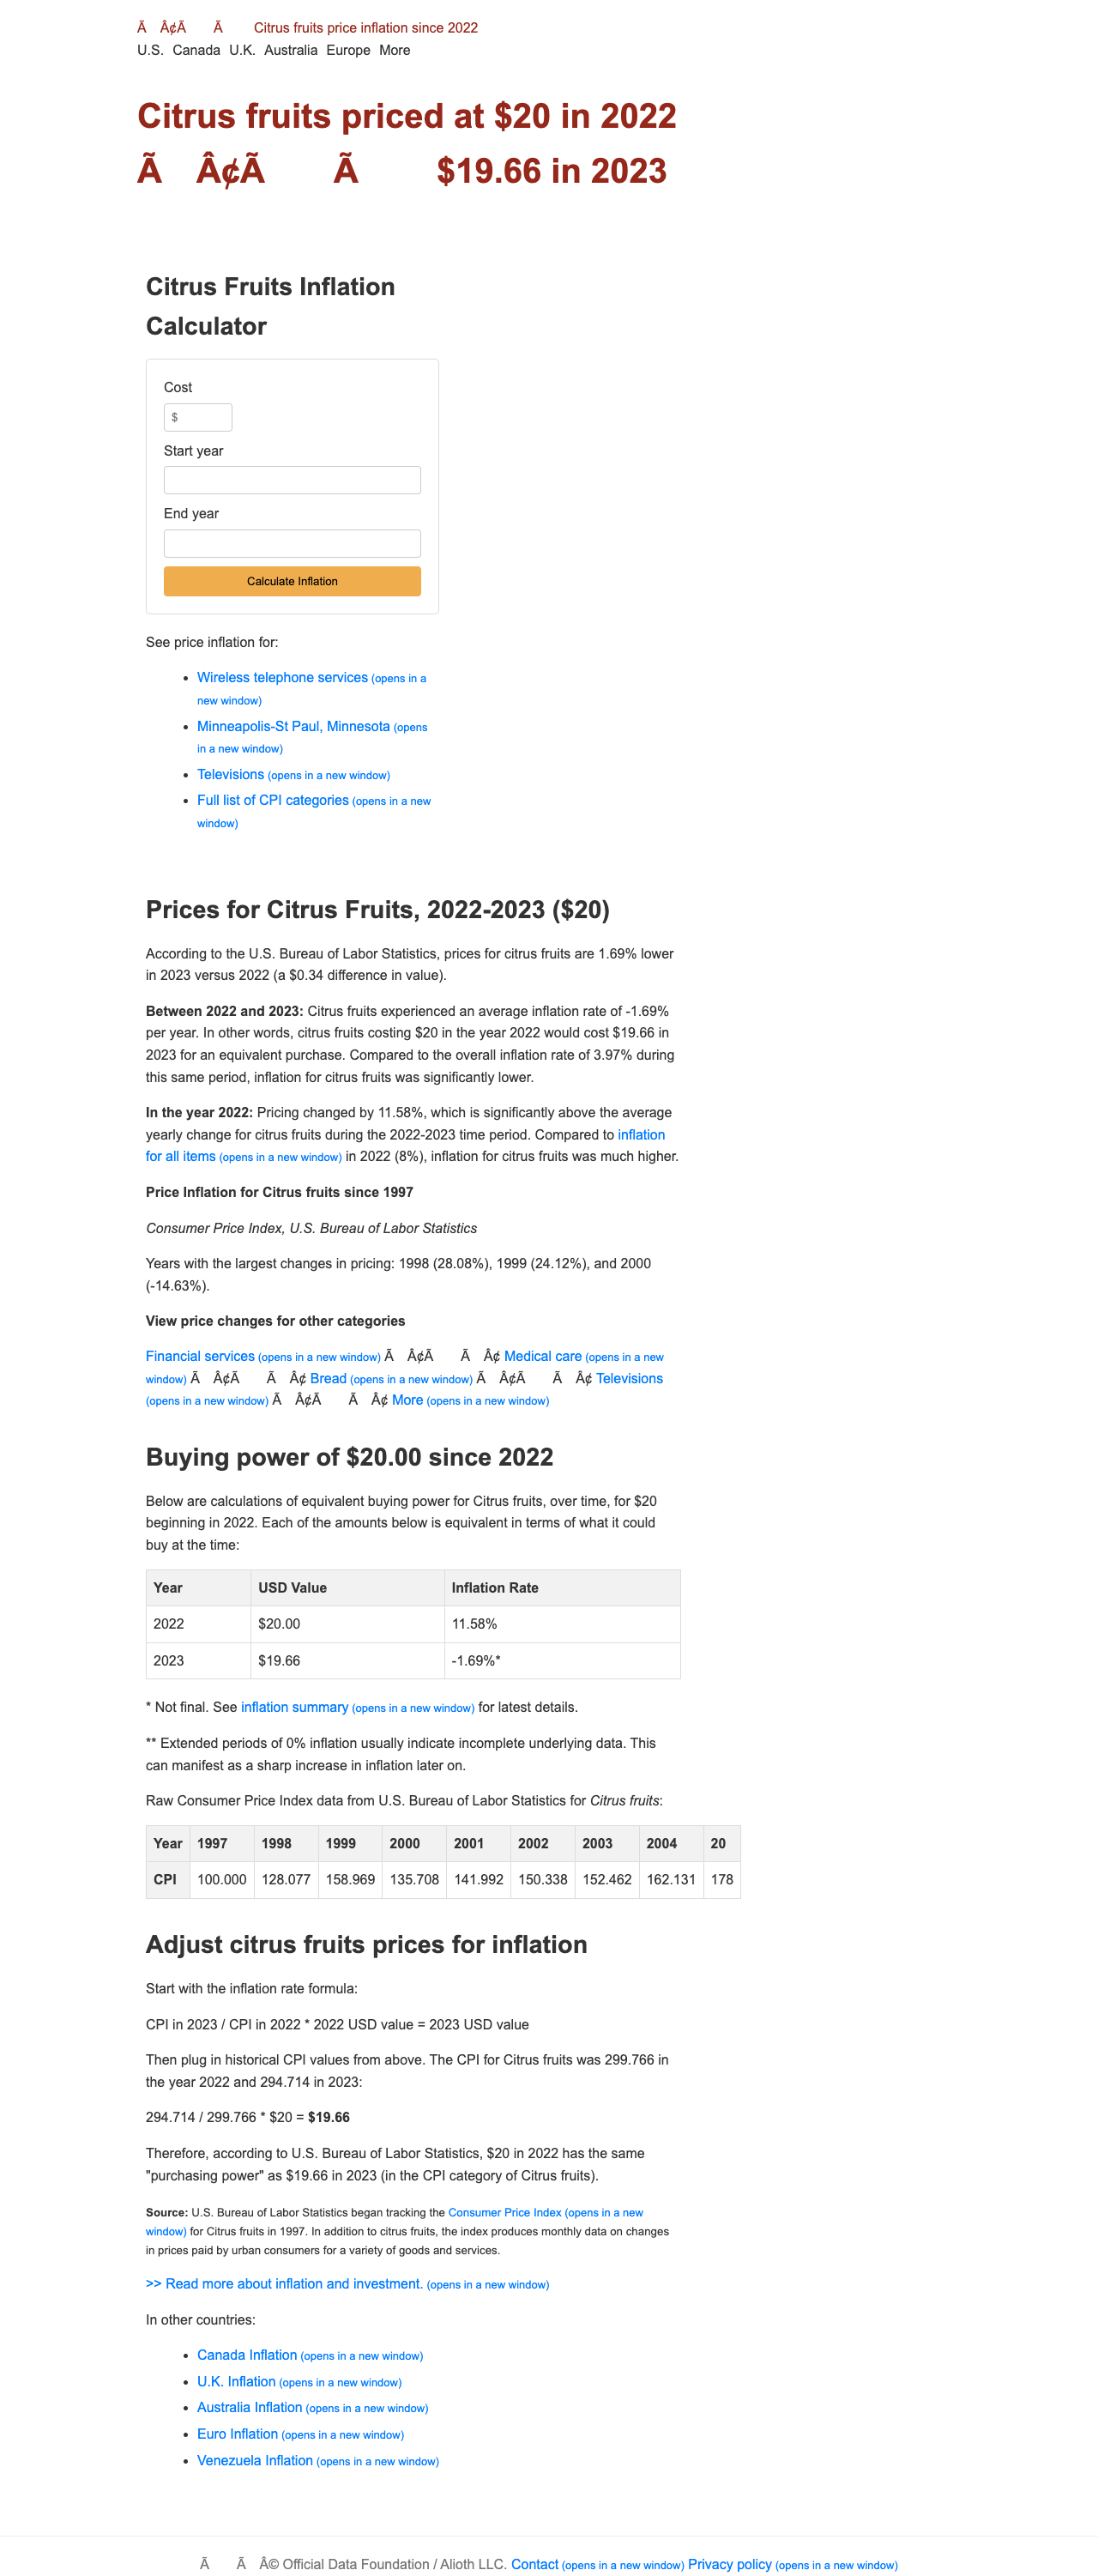 Ã Â¢Ã Ã Citrus fruits price inflation since 2022
U.S. Canada U.K. Australia Europe More
Citrus fruits priced at $20 in 2022
Ã Â¢Ã Ã $19.66 in 2023
Citrus Fruits Inflation
Calculator
Cost
$
Start year
End year
Calculate Inflation
See price inflation for:
• Wireless telephone services (opens in a
new window)
• Minneapolis-St Paul, Minnesota (opens
in a new window)
• Televisions (opens in a new window)
• Full list of CPI categories (opens in a new
window)
Prices for Citrus Fruits, 2022-2023 ($20)
According to the U.S. Bureau of Labor Statistics, prices for citrus fruits are 1.69% lower
in 2023 versus 2022 (a $0.34 difference in value).
Between 2022 and 2023: Citrus fruits experienced an average inflation rate of -1.69%
per year. In other words, citrus fruits costing $20 in the year 2022 would cost $19.66 in
2023 for an equivalent purchase. Compared to the overall inflation rate of 3.97% during
this same period, inflation for citrus fruits was significantly lower.
In the year 2022: Pricing changed by 11.58%, which is significantly above the average
yearly change for citrus fruits during the 2022-2023 time period. Compared to inflation
for all items (opens in a new window) in 2022 (8%), inflation for citrus fruits was much higher.
Price Inflation for Citrus fruits since 1997
Consumer Price Index, U.S. Bureau of Labor Statistics
Years with the largest changes in pricing: 1998 (28.08%), 1999 (24.12%), and 2000
(-14.63%).
View price changes for other categories
Financial services (opens in a new window) Ã Â¢Ã Ã Â¢ Medical care (opens in a new
window) Ã Â¢Ã Ã Â¢ Bread (opens in a new window) Ã Â¢Ã Ã Â¢ Televisions
(opens in a new window) Ã Â¢Ã Ã Â¢ More (opens in a new window)
Buying power of $20.00 since 2022
Below are calculations of equivalent buying power for Citrus fruits, over time, for $20
beginning in 2022. Each of the amounts below is equivalent in terms of what it could
buy at the time:
Year USD Value Inflation Rate
2022 $20.00 11.58%
2023 $19.66 -1.69%*
* Not final. See inflation summary (opens in a new window) for latest details.
** Extended periods of 0% inflation usually indicate incomplete underlying data. This
can manifest as a sharp increase in inflation later on.
Raw Consumer Price Index data from U.S. Bureau of Labor Statistics for Citrus fruits:
Year 1997 1998 1999 2000 2001 2002 2003 2004 20
CPI 100.000 128.077 158.969 135.708 141.992 150.338 152.462 162.131 178
Adjust citrus fruits prices for inflation
Start with the inflation rate formula:
CPI in 2023 / CPI in 2022 * 2022 USD value = 2023 USD value
Then plug in historical CPI values from above. The CPI for Citrus fruits was 299.766 in
the year 2022 and 294.714 in 2023:
294.714 / 299.766 * $20 = $19.66
Therefore, according to U.S. Bureau of Labor Statistics, $20 in 2022 has the same
"purchasing power" as $19.66 in 2023 (in the CPI category of Citrus fruits).
Source: U.S. Bureau of Labor Statistics began tracking the Consumer Price Index (opens in a new
window) for Citrus fruits in 1997. In addition to citrus fruits, the index produces monthly data on changes
in prices paid by urban consumers for a variety of goods and services.
>> Read more about inflation and investment. (opens in a new window)
In other countries:
• Canada Inflation (opens in a new window)
• U.K. Inflation (opens in a new window)
• Australia Inflation (opens in a new window)
• Euro Inflation (opens in a new window)
• Venezuela Inflation (opens in a new window)
Ã Ã Â© Official Data Foundation / Alioth LLC. Contact (opens in a new window) Privacy policy (opens in a new window)